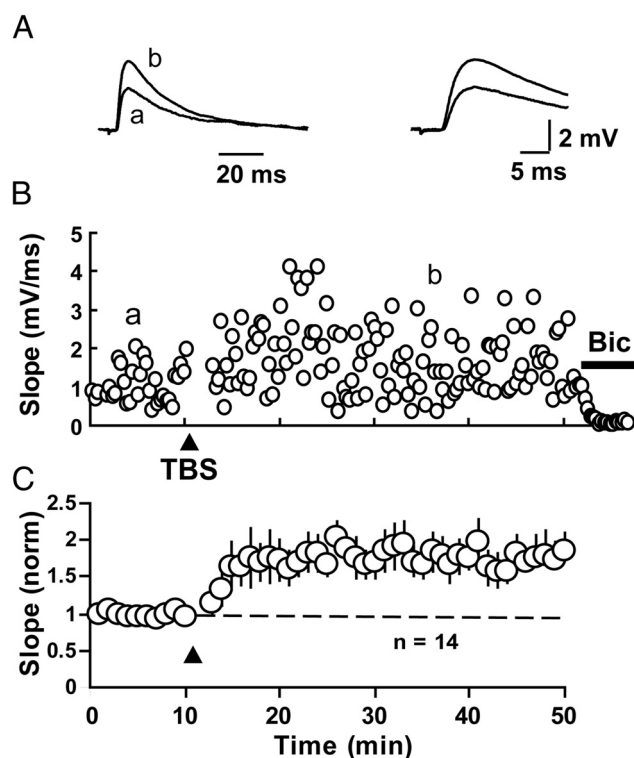 A
b
a
2 mV
20 ms
5 ms
B
Slope (mV/ms)
5
4
3
2
1
0
a
b
Bic
TBS
C
Slope (norm)
2.5
2
1.5
1
0.5
0
n = 14
0 10 20 30 40 50
Time (min)